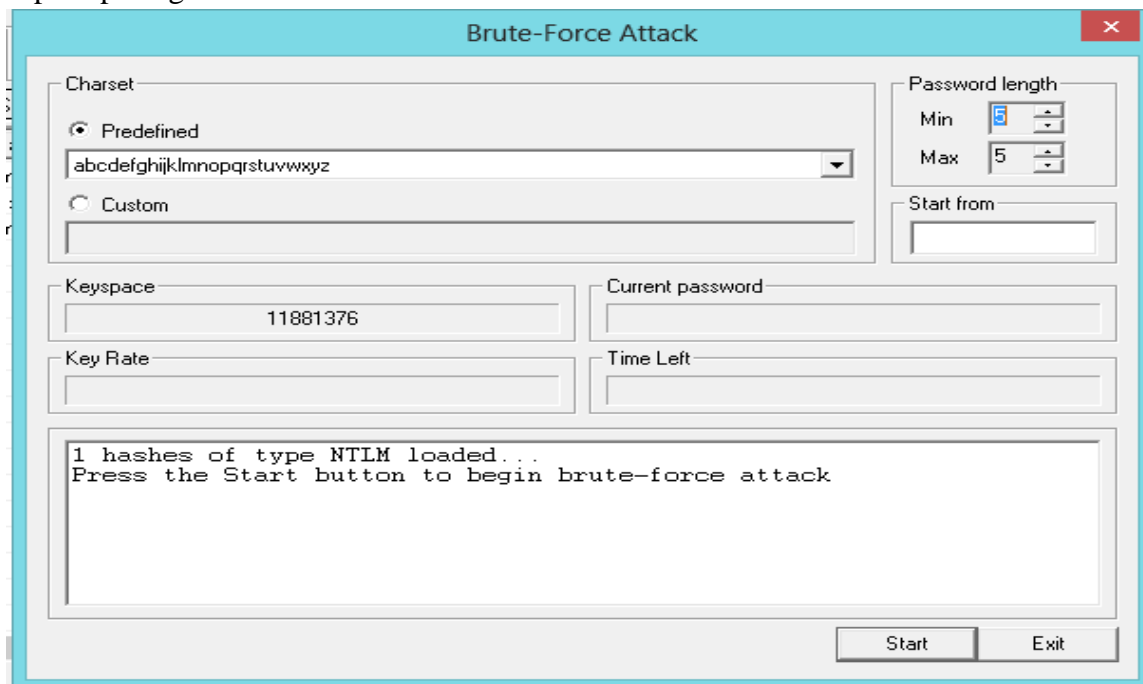 Brute-Force Attack
Charset
Predefined
abcdefghijklmnopqrstuvwxyz
Custom
Password length
Min 5
Max 5
Start from
Keyspace
11881376
Current password
Key Rate
Time Left
1 hashes of type NTLM loaded...
Press the Start button to begin brute-force attack
Start Exit